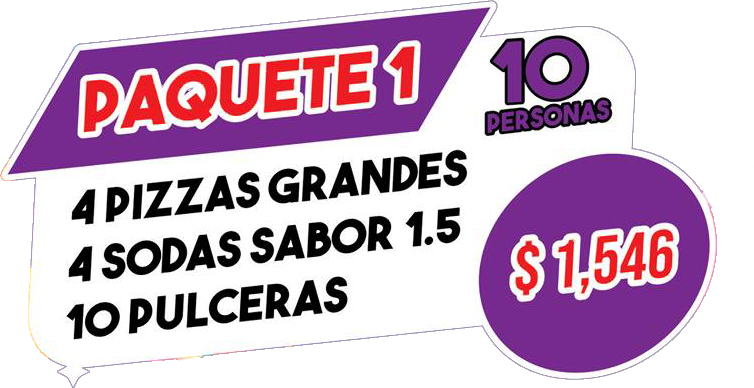 PAQUETE 1
10
PERSONAS
4 PIZZAS GRANDES
4 SODAS SABOR 1.5
10 PULCERAS
$ 1,546